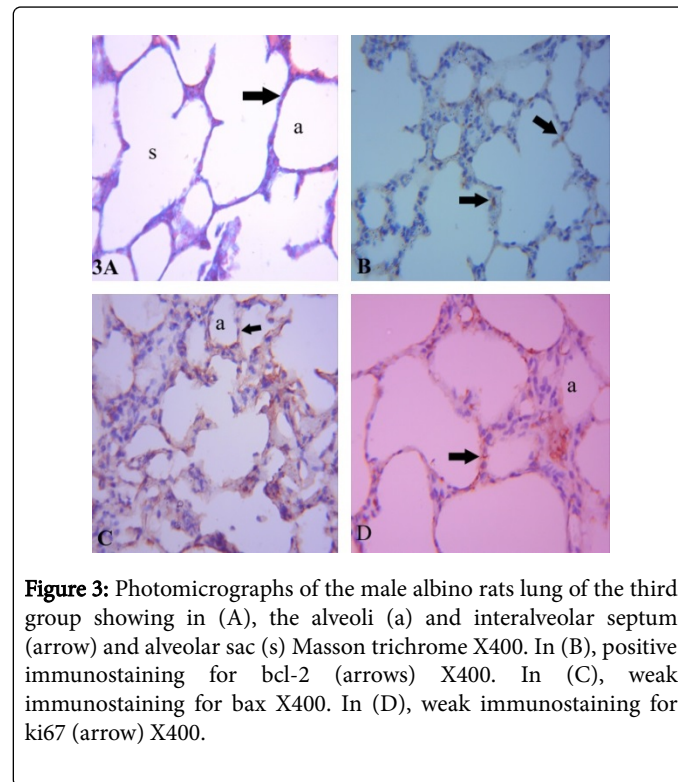 a
s
3A
B
a
C
a
D
Figure 3: Photomicrographs of the male albino rats lung of the third
group showing in (A), the alveoli (a) and interalveolar septum
(arrow) and alveolar sac (s) Masson trichrome X400. In (B), positive
immunostaining for bcl-2 (arrows) X400. In (C), weak
immunostaining for bax X400. In (D), weak immunostaining for
ki67 (arrow) X400.